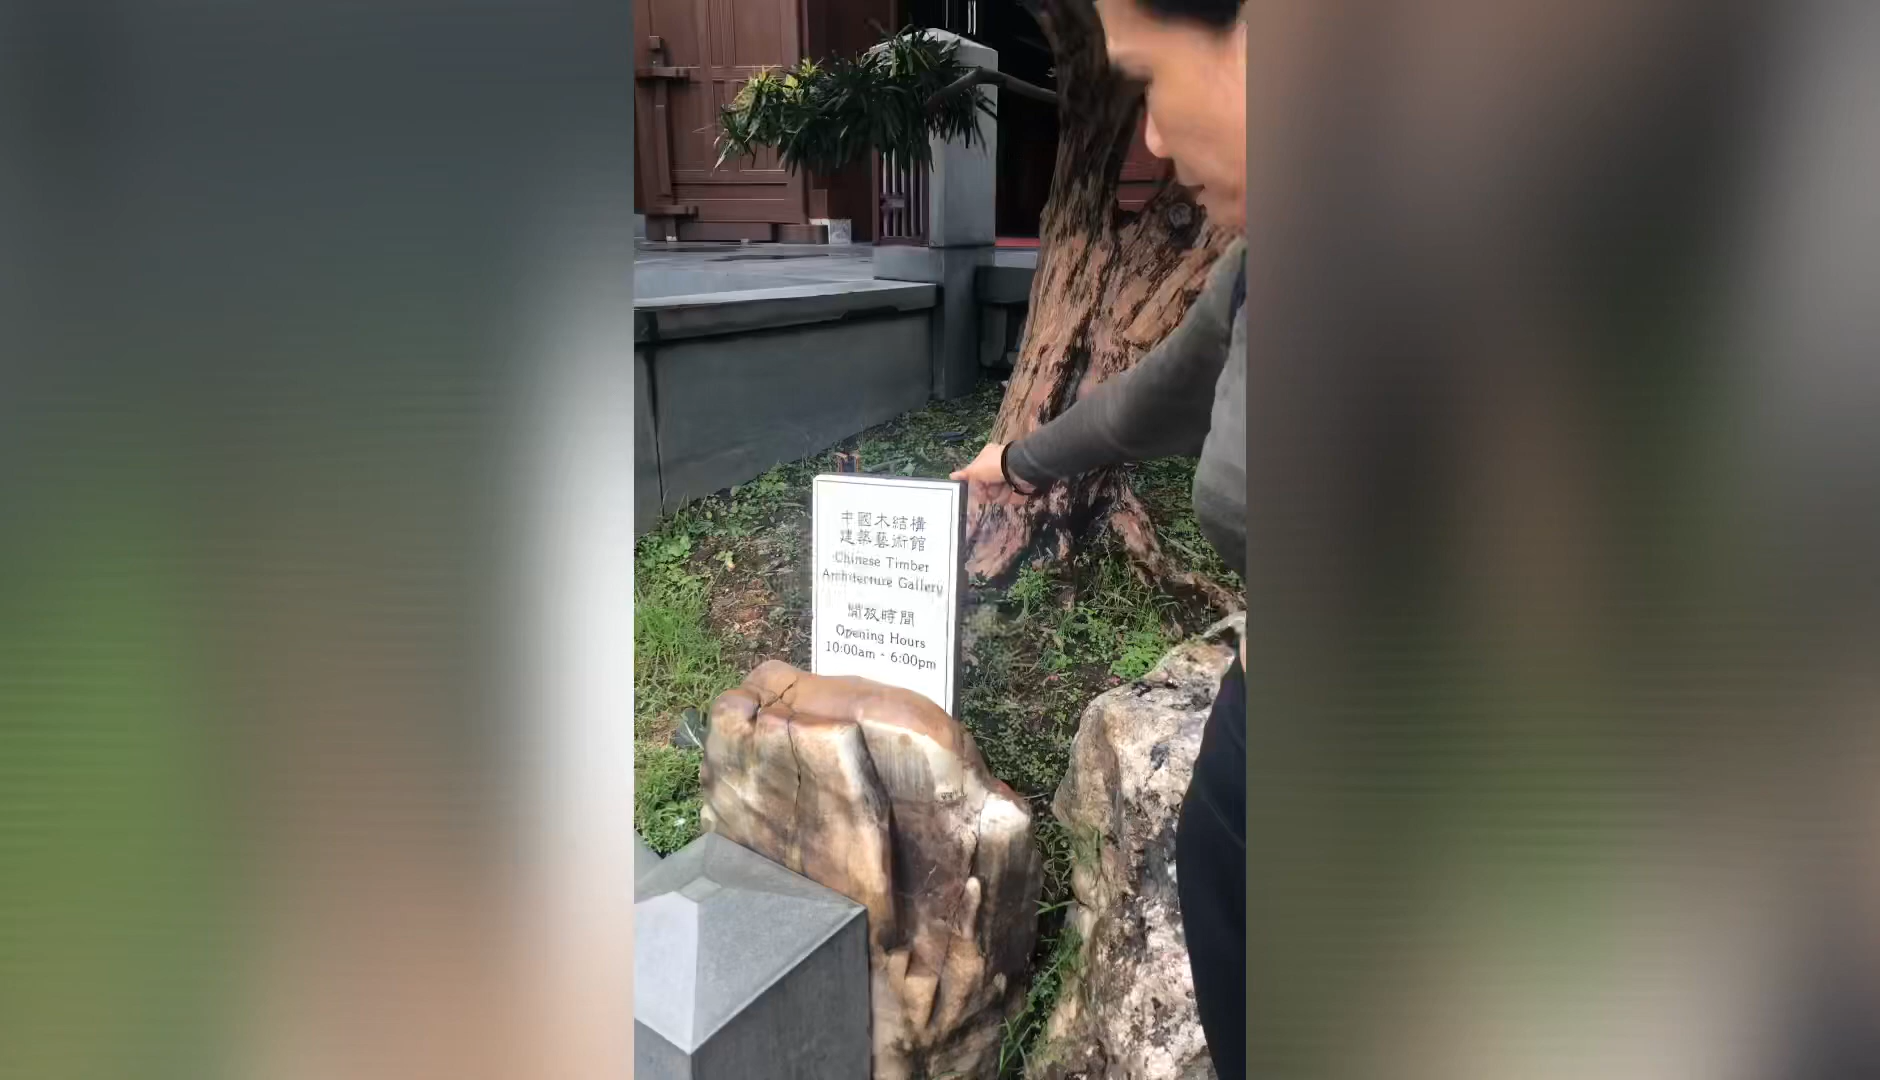 中國木結構
建築藝術館
Chinese Timber
Architecture Gallery
開放時間
Opening Hours
10:00am - 6:00pm